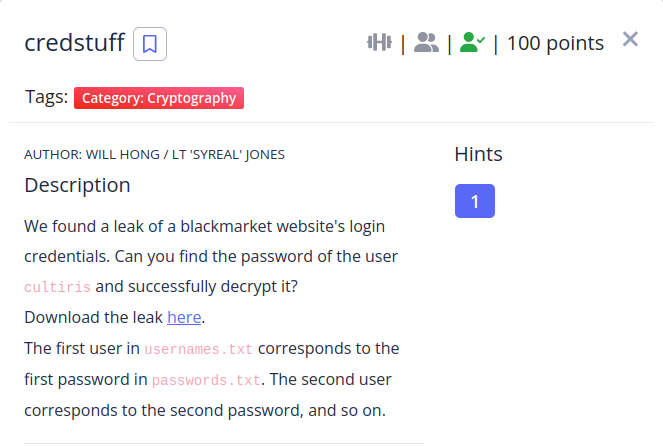 credstuff
| | | 100 points
Tags: Category: Cryptography
AUTHOR: WILL HONG / LT 'SYREAL' JONES
Description
We found a leak of a blackmarket website's login
credentials. Can you find the password of the user
cultiris and successfully decrypt it?
Download the leak here.
The first user in usernames.txt corresponds to the
first password in passwords.txt. The second user
corresponds to the second password, and so on.
Hints
1